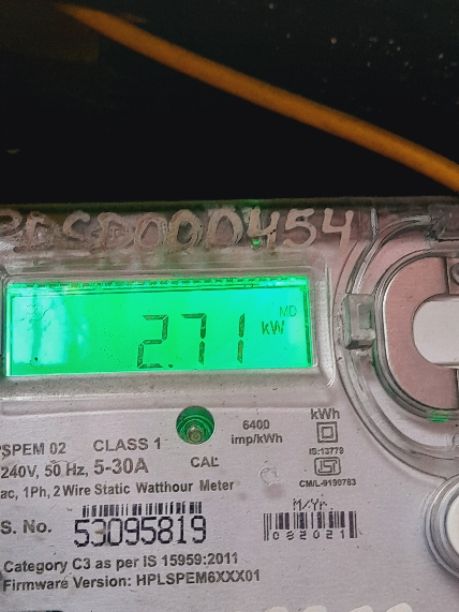 DCD000454
MD
2.71 kW
kWh
SPEM 02 CLASS 1
6400
imp/kWh
240V, 50 Hz, 5-30A
CAL
IS:13779
ac, 1Ph, 2 Wire Static Watthour Meter
CM/L-9190783
M/Yr.
S. No. 53095819
082021
Category C3 as per IS 15959:2011
Firmware Version: HPLSPEM6XXX01